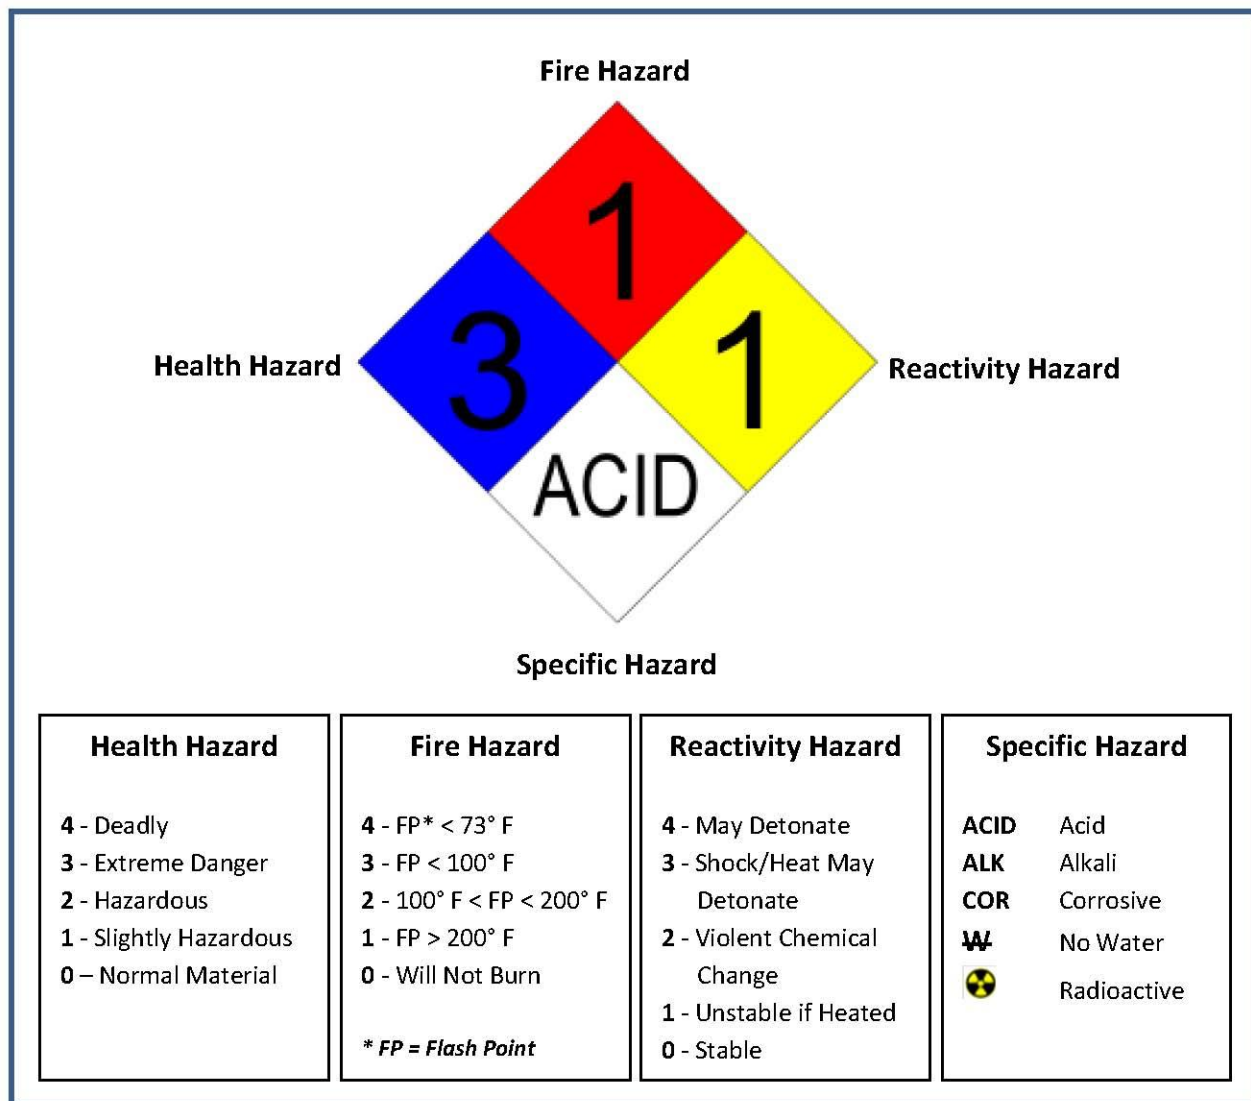 Fire Hazard
1
3
1
Health Hazard
Reactivity Hazard
ACID
Specific Hazard
Health Hazard
4 - Deadly
3 - Extreme Danger
2 - Hazardous
1 - Slightly Hazardous
0 – Normal Material
Fire Hazard
4 - FP* < 73° F
3 - FP < 100° F
2 - 100° F < FP < 200° F
1 - FP > 200° F
0 - Will Not Burn
* FP = Flash Point
Reactivity Hazard
4 - May Detonate
3 - Shock/Heat May
Detonate
2 - Violent Chemical
Change
1 - Unstable if Heated
0 - Stable
Specific Hazard
ACID Acid
ALK Alkali
COR Corrosive
W No Water
Radioactive